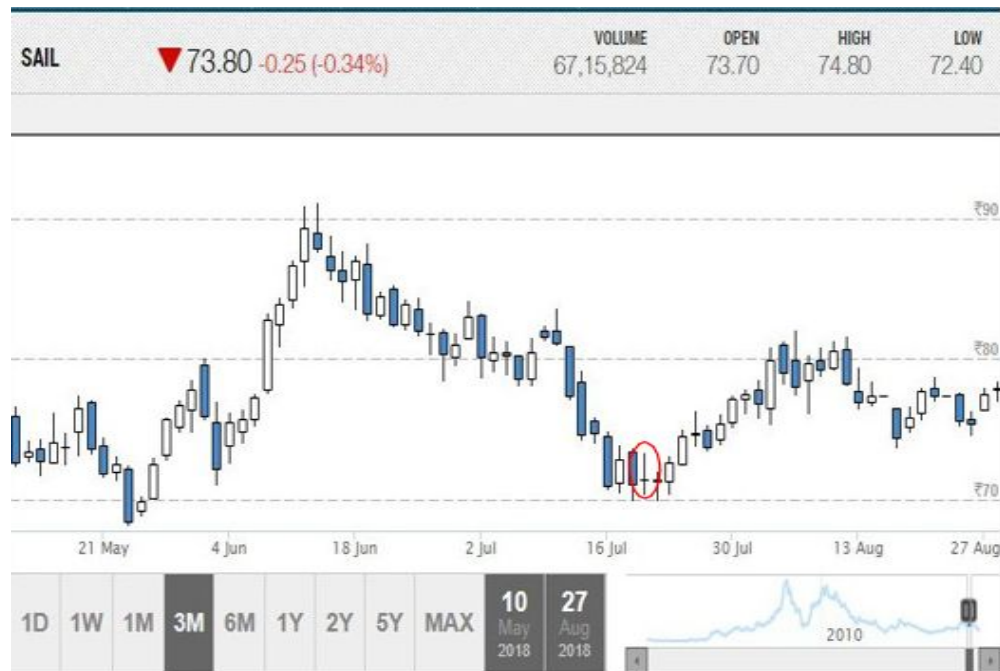 SAIL ▼73.80 -0.25 (-0.34%)
VOLUME OPEN HIGH LOW
67,15,824 73.70 74.80 72.40
₹90
₹80
₹70
21 May 4 Jun 18 Jun 2 Jul 16 Jul 30 Jul 13 Aug 27 Aug
1D 1W 1M 3M 6M 1Y 2Y 5Y MAX
10 27
May Aug
2018 2018
2010